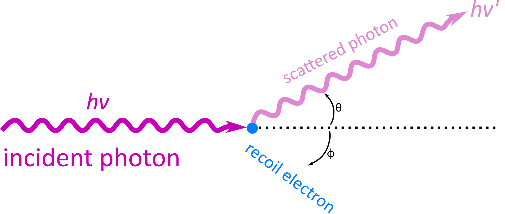 hν'
scattered photon
hν
θ
incident photon
ϕ
recoil electron